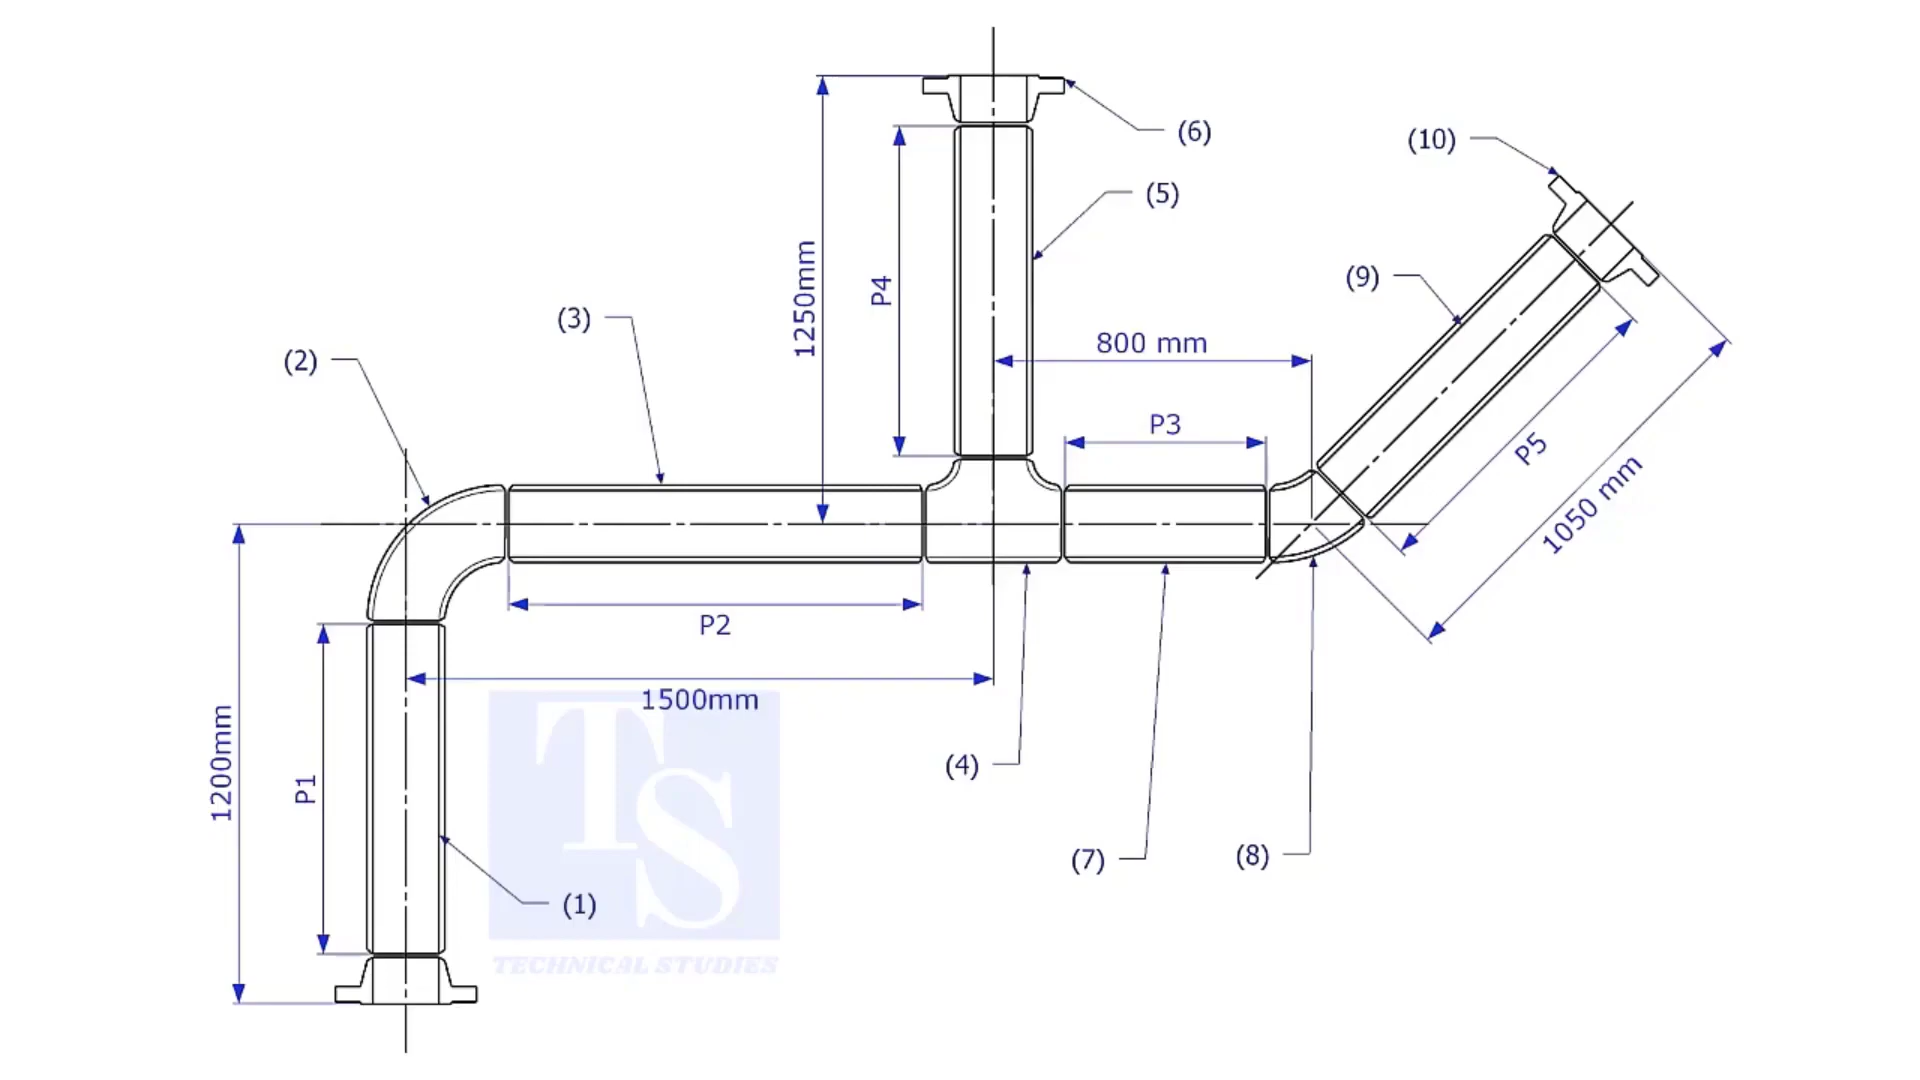 (6)
(10)
(5)
1250mm
P4
(9)
(3)
800 mm
(2)
P3
P5
1050 mm
P2
1500mm
1200mm
P1
(4)
(7)
(8)
(1)
TS
TECHNICAL STUDIES